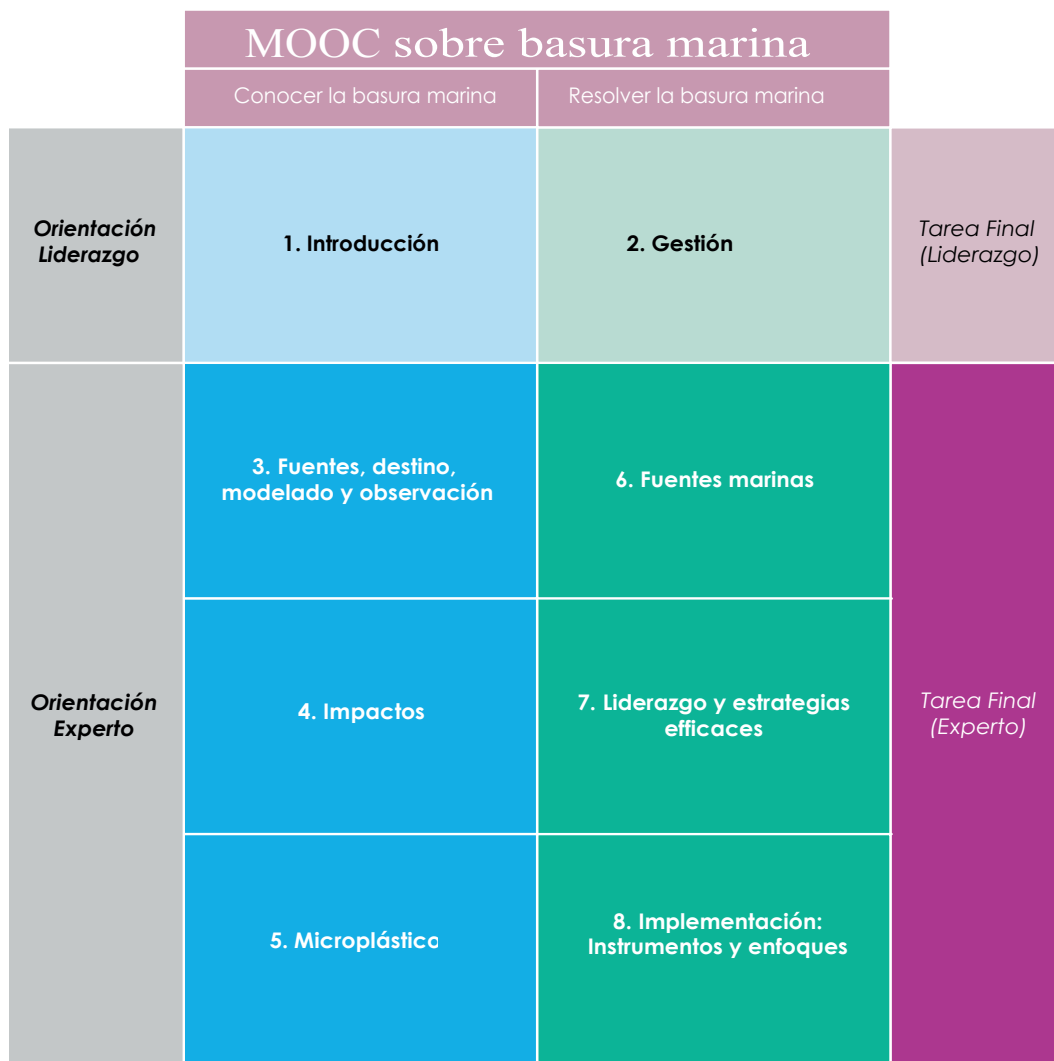 MOOC sobre basura marina
Conocer la basura marina
Resolver la basura marina
Orientación
Liderazgo
1. Introducción
2. Gestión
Tarea Final
(Liderazgo)
3. Fuentes, destino,
modelado y observación
6. Fuentes marinas
Orientación
Experto
4. Impactos
7. Liderazgo y estrategias
efficaces
Tarea Final
(Experto)
5. Microplástico
8. Implementación:
Instrumentos y enfoques